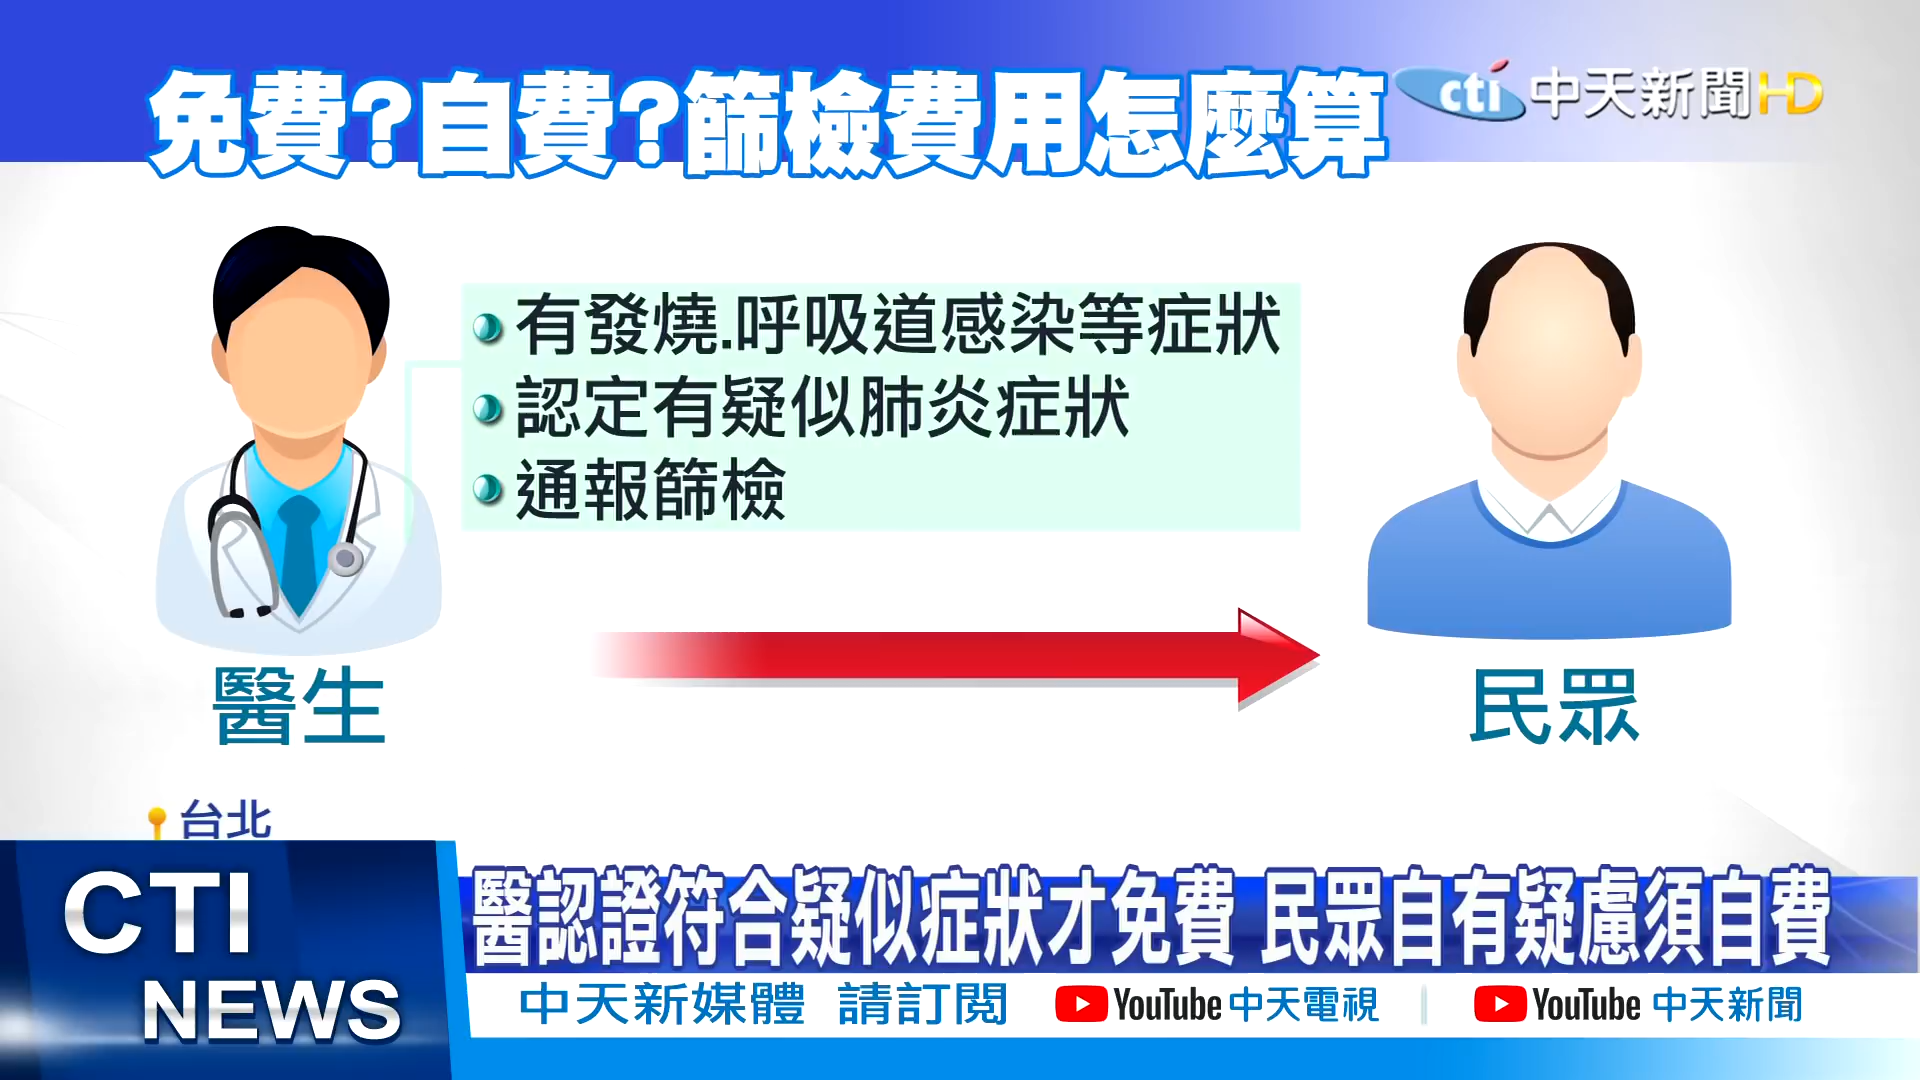 免費?自費?篩檢費用怎麼算
cti 中天新聞HD
有發燒.呼吸道感染等症狀
認定有疑似肺炎症狀
通報篩檢
醫生
民眾
台北
CTI
NEWS
醫認證符合疑似症狀才免費 民眾自有疑慮須自費
中天新媒體 請訂閱 YouTube 中天電視 | YouTube 中天新聞